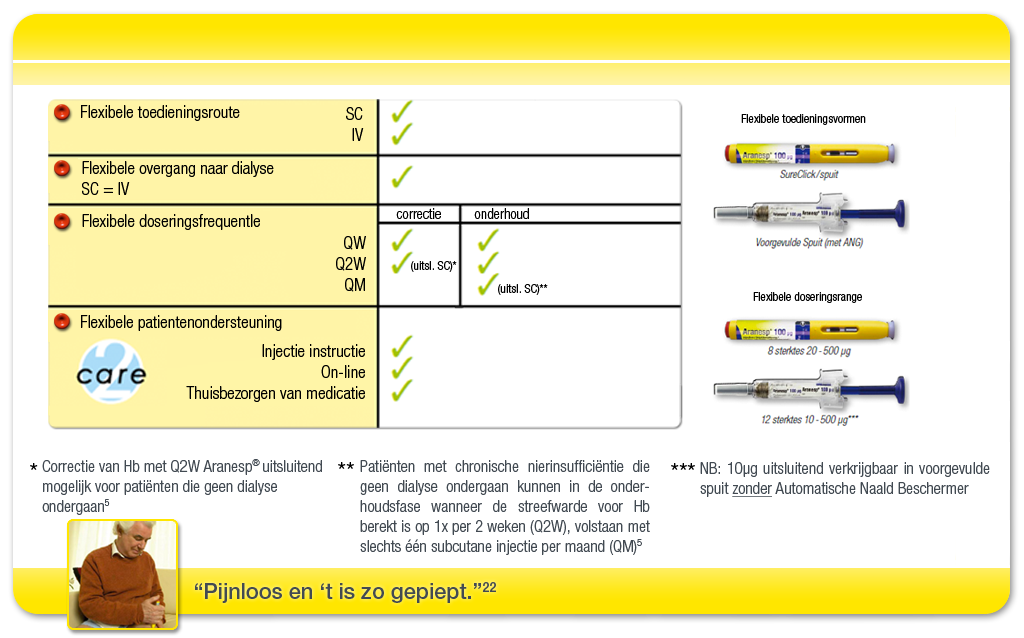 Flexibele toedieningsroute
SC
IV
Flexibele overgang naar dialyse
SC = IV
Flexibele doseringsfrequentle
correctie
onderhoud
QW
Q2W
(uitsl. SC)*
QM
(uitsl. SC)**
Flexibele patientenondersteuning
2
care
Injectie instructie
On-line
Thuisbezorgen van medicatie
Flexibele toedieningsvormen
Aranesp® 100 µg
SureClick/spuit
Voorgevulde Spuit (met ANG)
Flexibele doseringsrange
Aranesp® 100 µg
8 sterktes 20 - 500 µg
12 sterktes 10 - 500 µg***
* Correctie van Hb met Q2W Aranesp® uitsluitend
mogelijk voor patiënten die geen dialyse
ondergaan5
** Patiënten met chronische nierinsufficiëntie die
geen dialyse ondergaan kunnen in de onder-
houdsfase wanneer de streefwarde voor Hb
berekt is op 1x per 2 weken (Q2W), volstaan met
slechts één subcutane injectie per maand (QM)5
*** NB: 10µg uitsluitend verkrijgbaar in voorgevulde
spuit zonder Automatische Naald Beschermer
“Pijnloos en ‘t is zo gepiept.”22